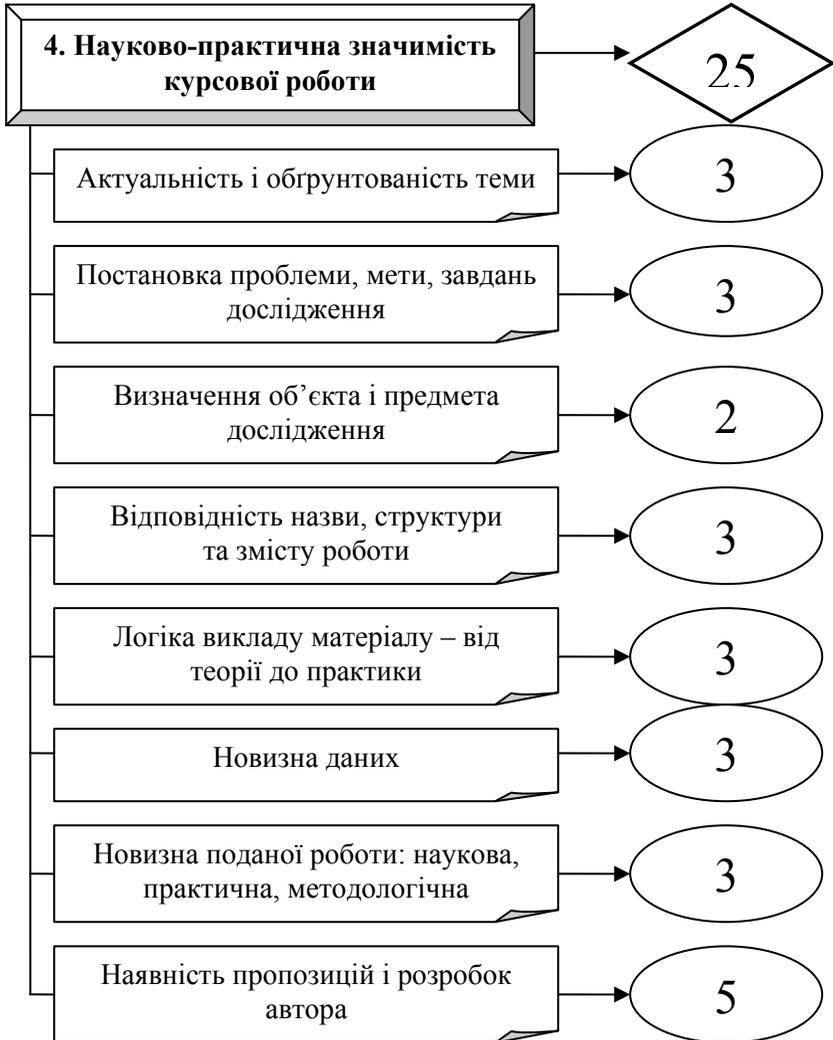 4. Науково-практична значимість
курсової роботи
25
Актуальність і обґрунтованість теми
3
Постановка проблеми, мети, завдань
дослідження
3
Визначення об’єкта і предмета
дослідження
2
Відповідність назви, структури
та змісту роботи
3
Логіка викладу матеріалу – від
теорії до практики
3
Новизна даних
3
Новизна поданої роботи: наукова,
практична, методологічна
3
Наявність пропозицій і розробок
автора
5